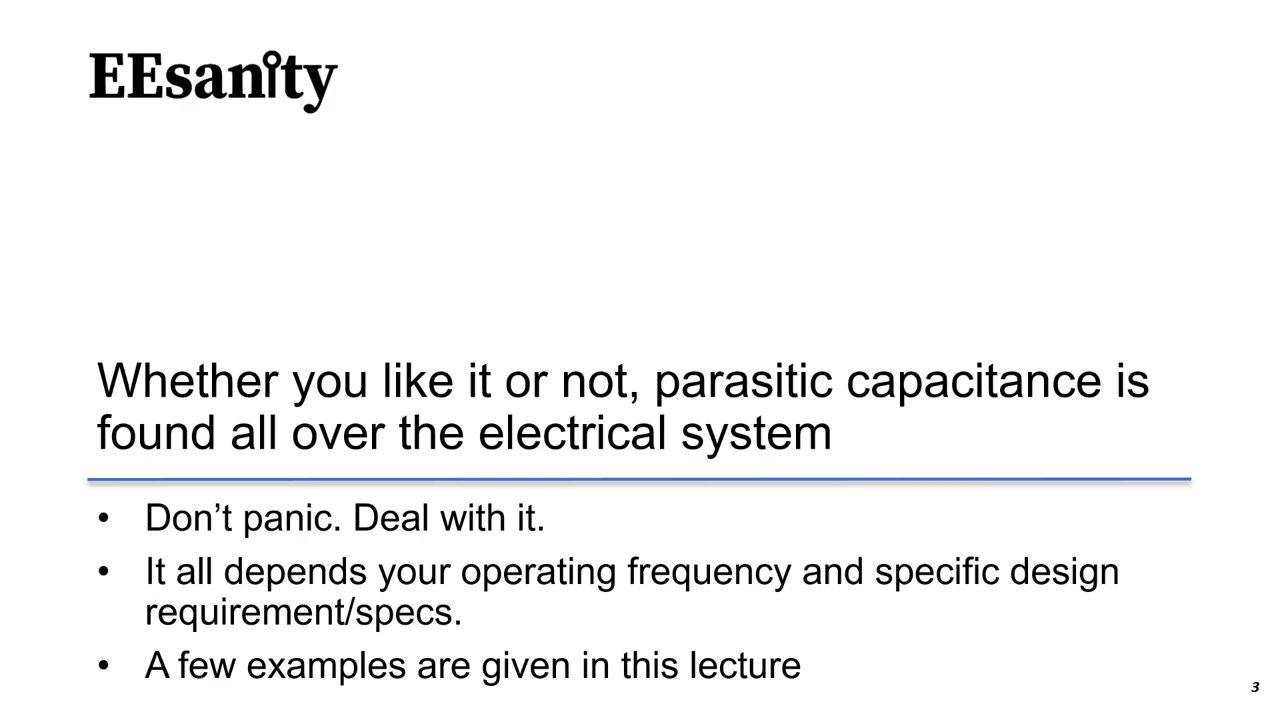 EEsanity
Whether you like it or not, parasitic capacitance is
found all over the electrical system
• Don’t panic. Deal with it.
• It all depends your operating frequency and specific design
requirement/specs.
• A few examples are given in this lecture
3